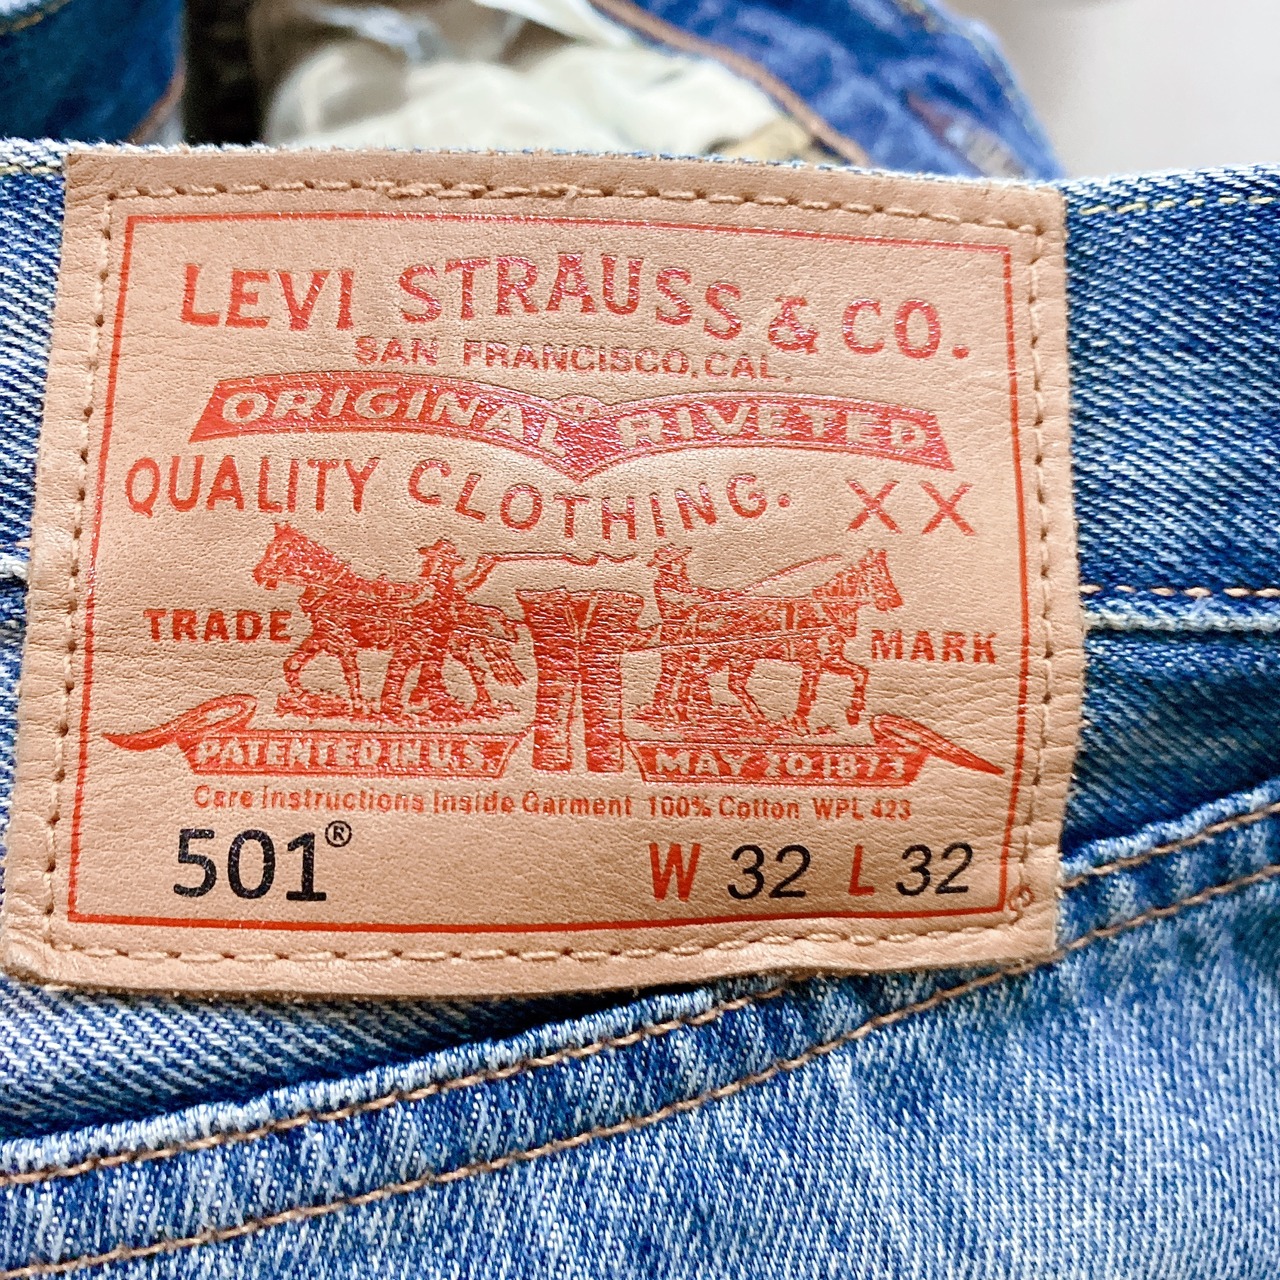 LEVI STRAUSS & CO.
SAN FRANCISCO, CAL.
ORIGINAL RIVETED
QUALITY CLOTHING. XX
TRADE MARK
PATENTED IN U.S. MAY 20 1873
Care Instructions Inside Garment 100% Cotton WPL 423
501® W 32 L 32